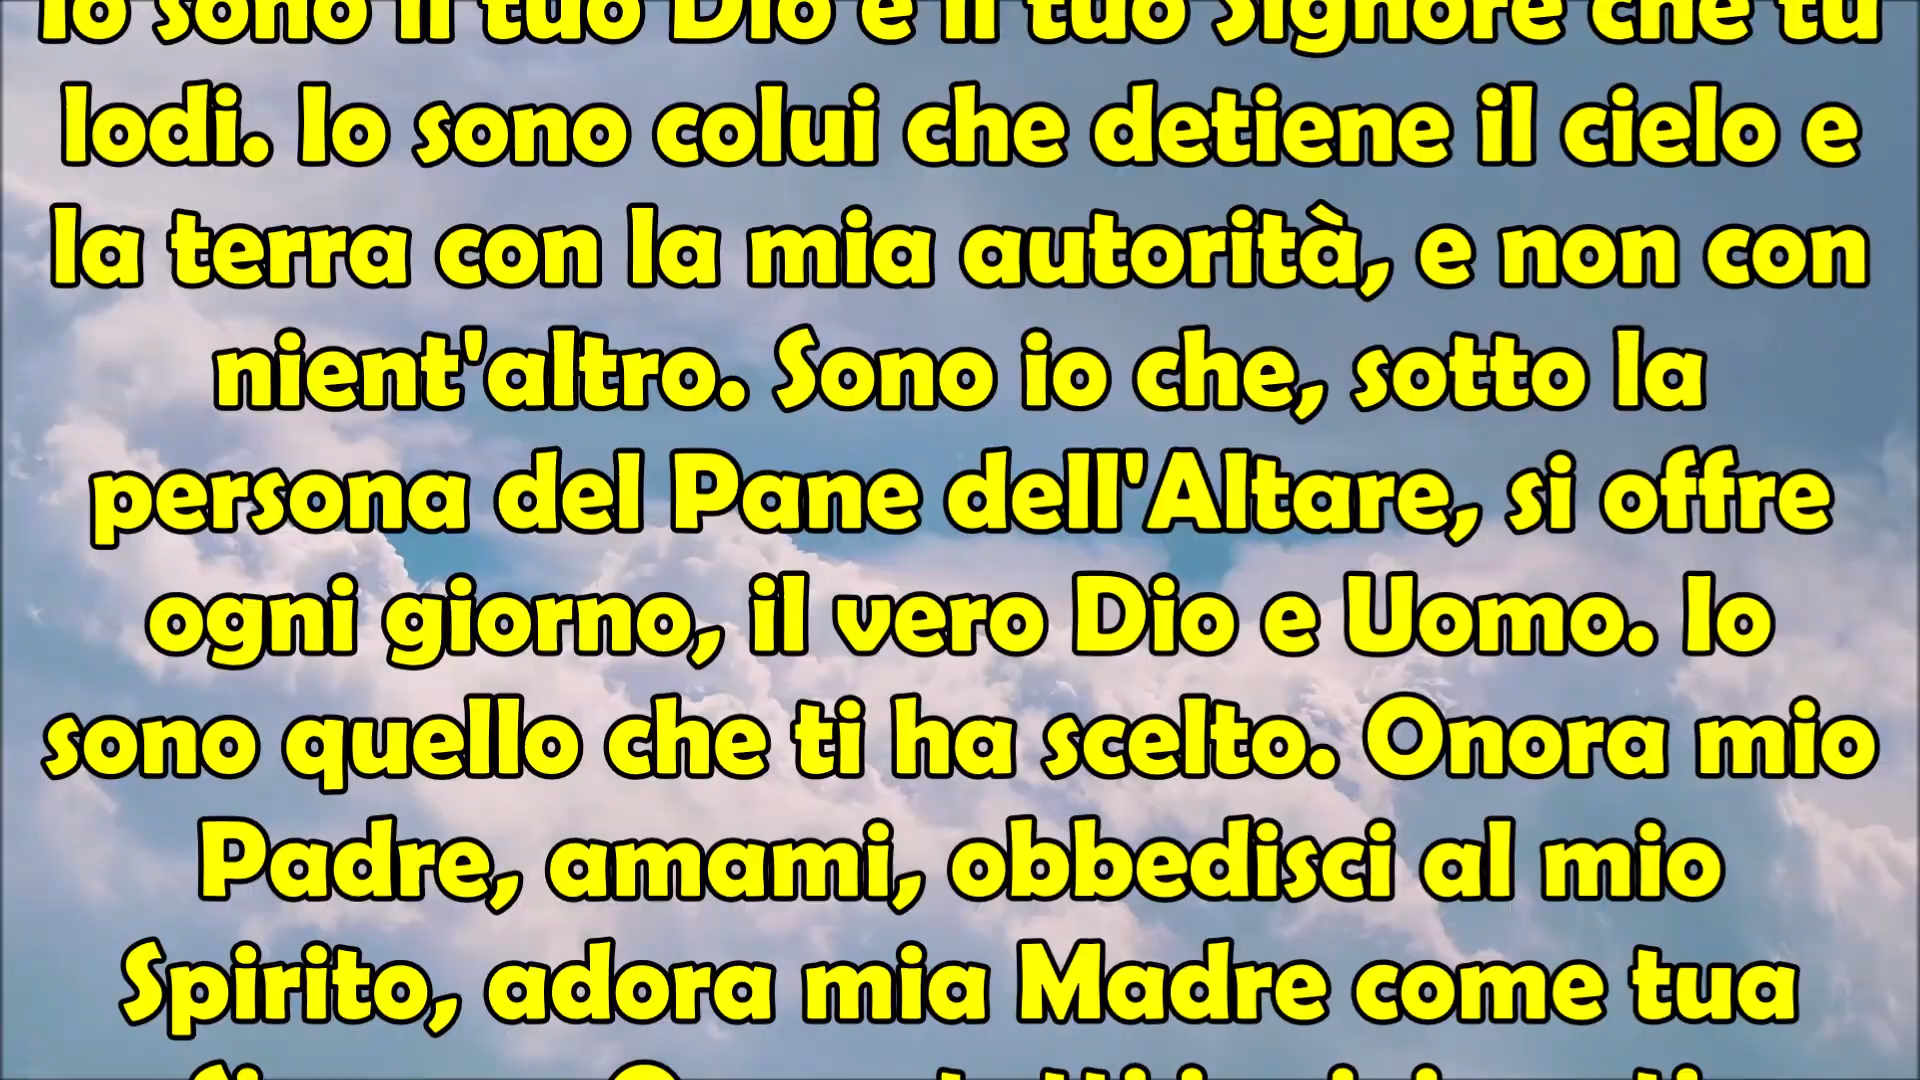 Io sono il tuo Dio e il tuo Signore che tu
lodi. Io sono colui che detiene il cielo e
la terra con la mia autorità, e non con
nient'altro. Sono io che, sotto la
persona del Pane dell'Altare, si offre
ogni giorno, il vero Dio e Uomo. Io
sono quello che ti ha scelto. Onora mio
Padre, amami, obbedisci al mio
Spirito, adora mia Madre come tua